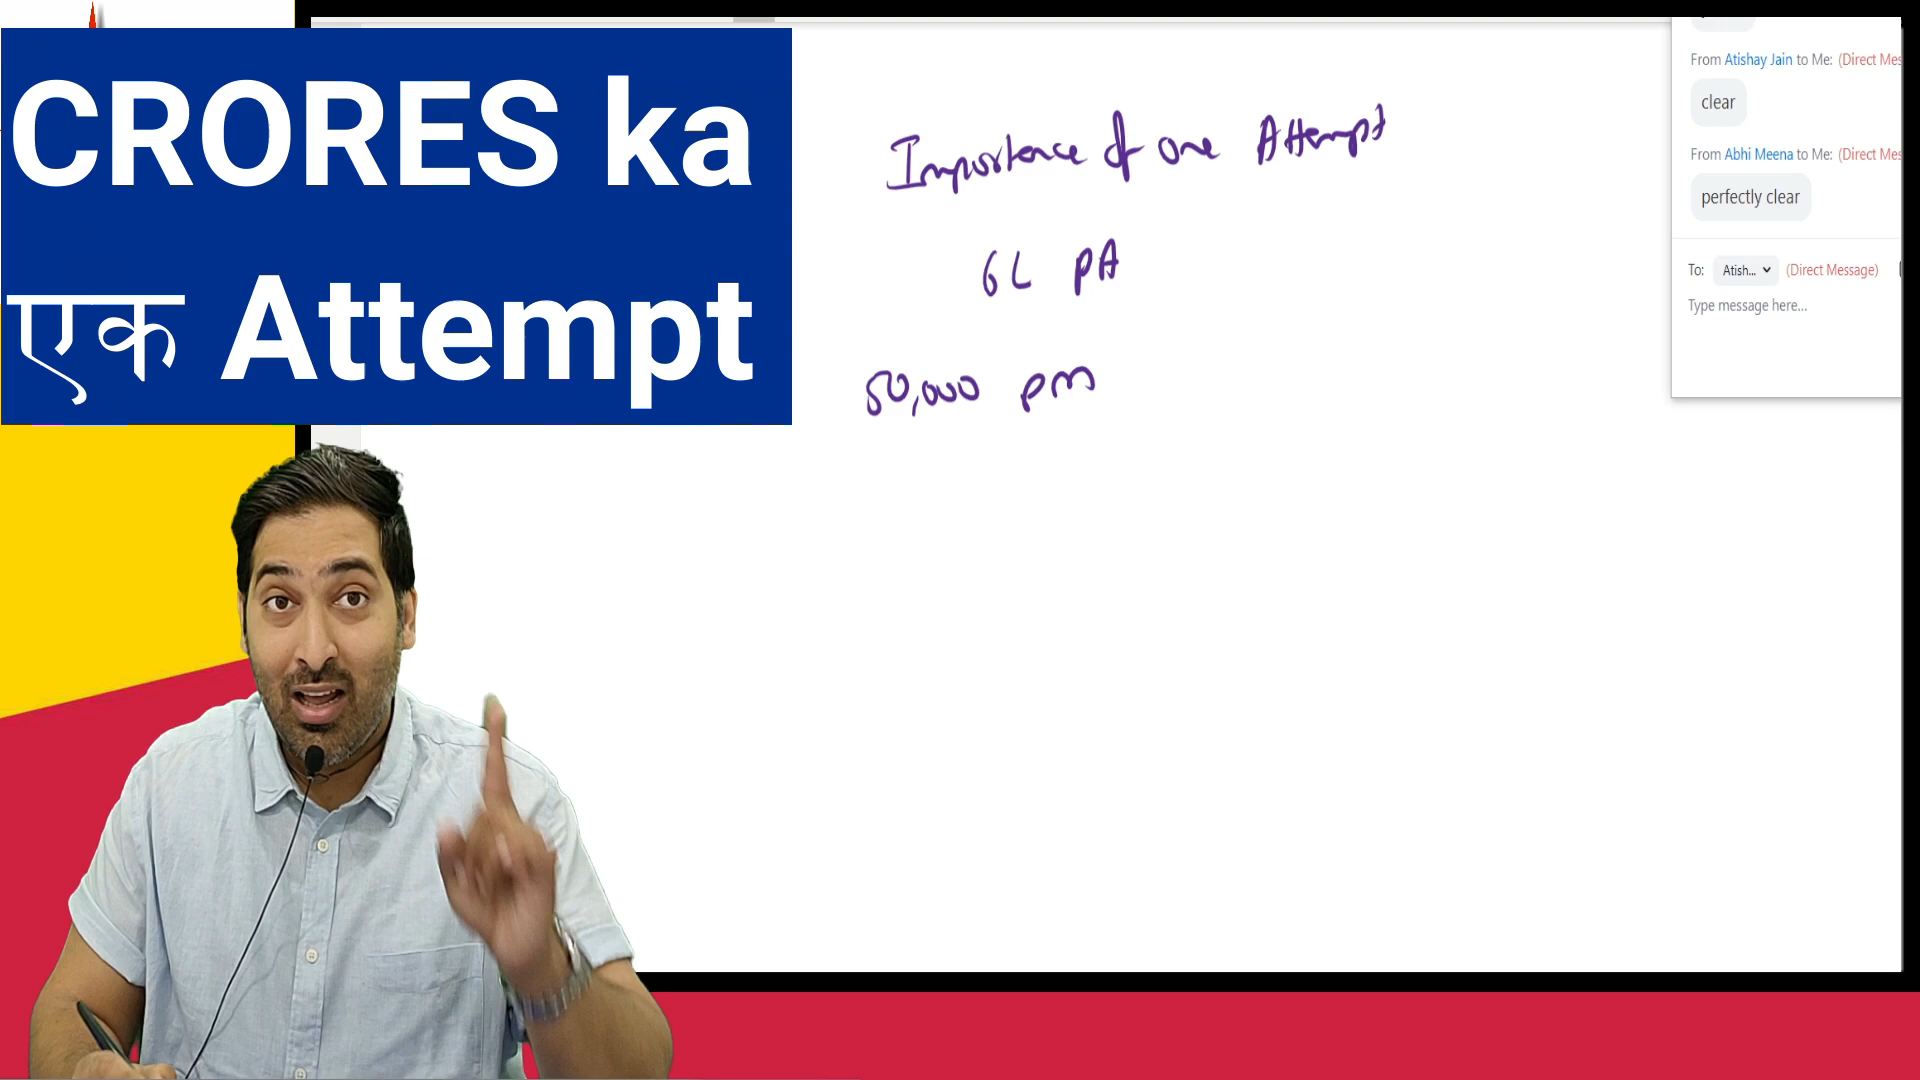 CRORES ka
एक Attempt
Importance of one Attempt
6L PA
50,000 pm
From Atishay Jain to Me: (Direct Mes
clear
From Abhi Meena to Me: (Direct Mes
perfectly clear
To: Atish... (Direct Message)
Type message here...